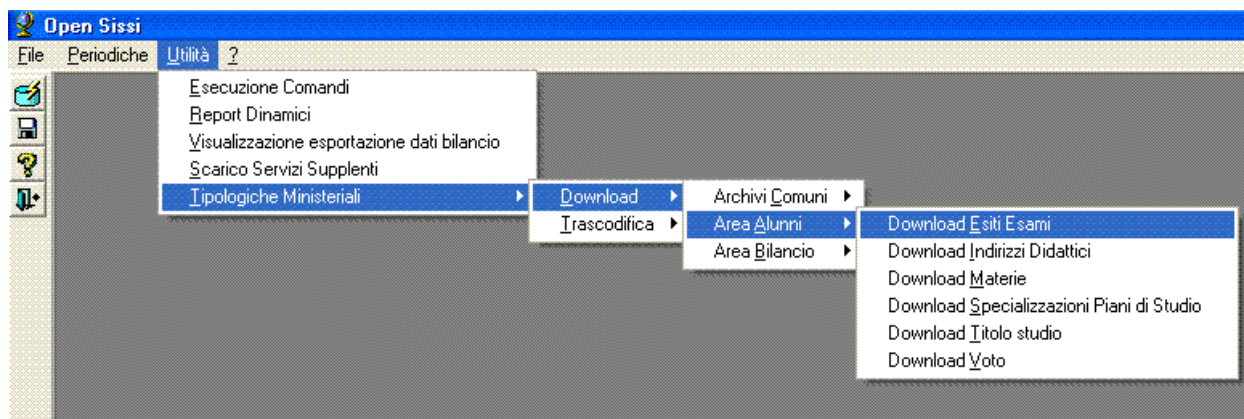 Open Sissi
File Periodiche Utilità ?
Esecuzione Comandi
Report Dinamici
Visualizzazione esportazione dati bilancio
Scarico Servizi Supplenti
Tipologiche Ministeriali
Download
Trascodifica
Archivi Comuni
Area Alunni
Area Bilancio
Download Esiti Esami
Download Indirizzi Didattici
Download Materie
Download Specializzazioni Piani di Studio
Download Titolo studio
Download Voto